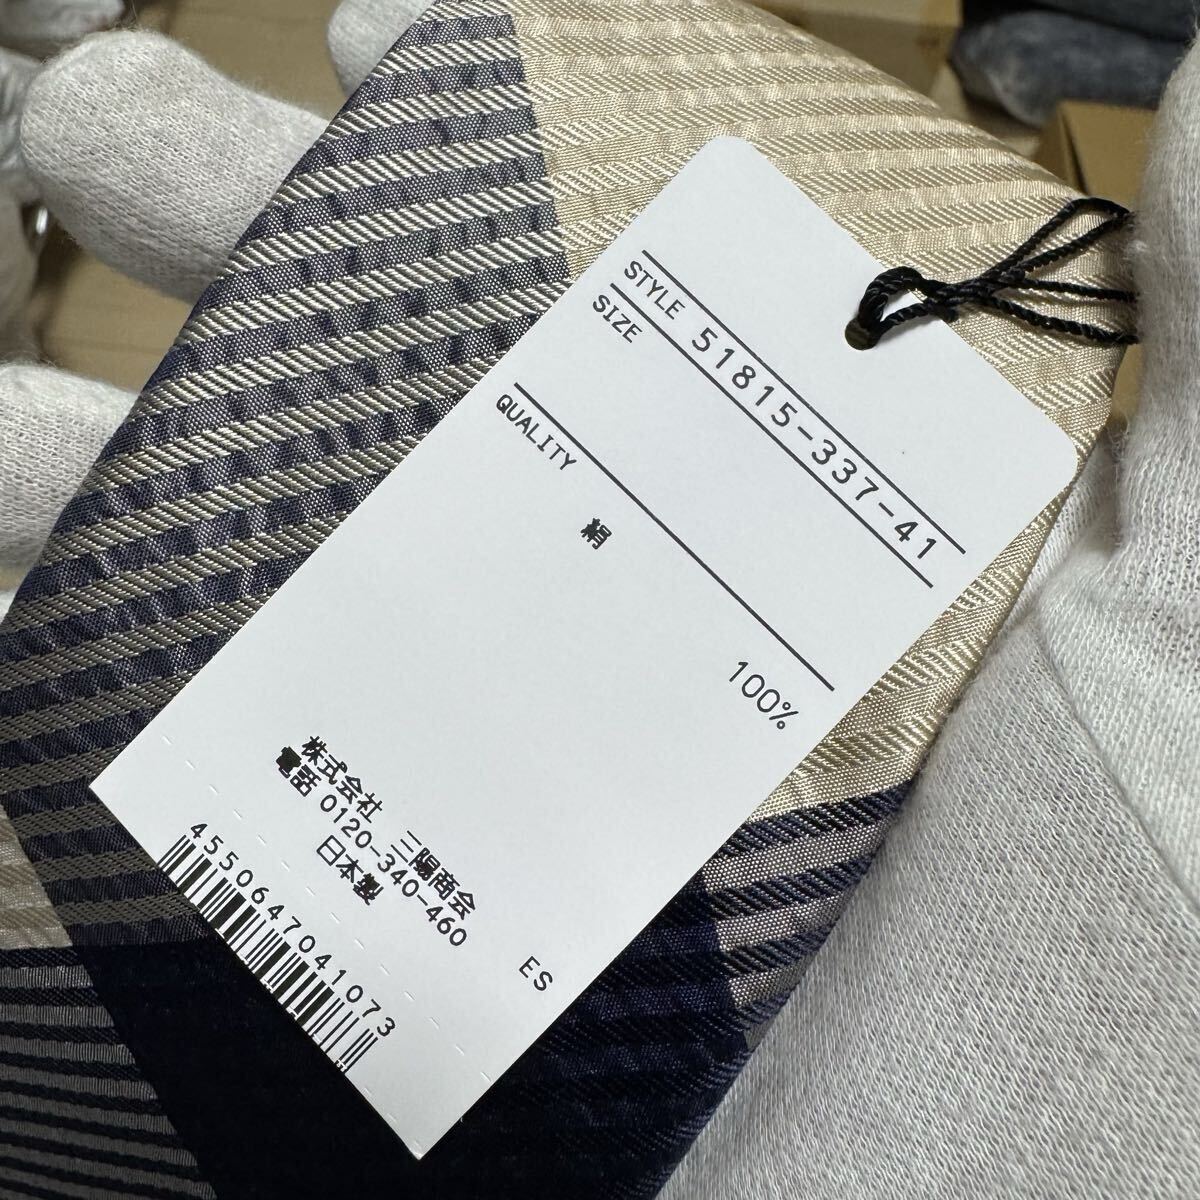 STYLE 51815-337-41
SIZE
QUALITY
絹
100%
株式会社 三陽商会
電話 0120-340-460
日本製
ES
4550647041073